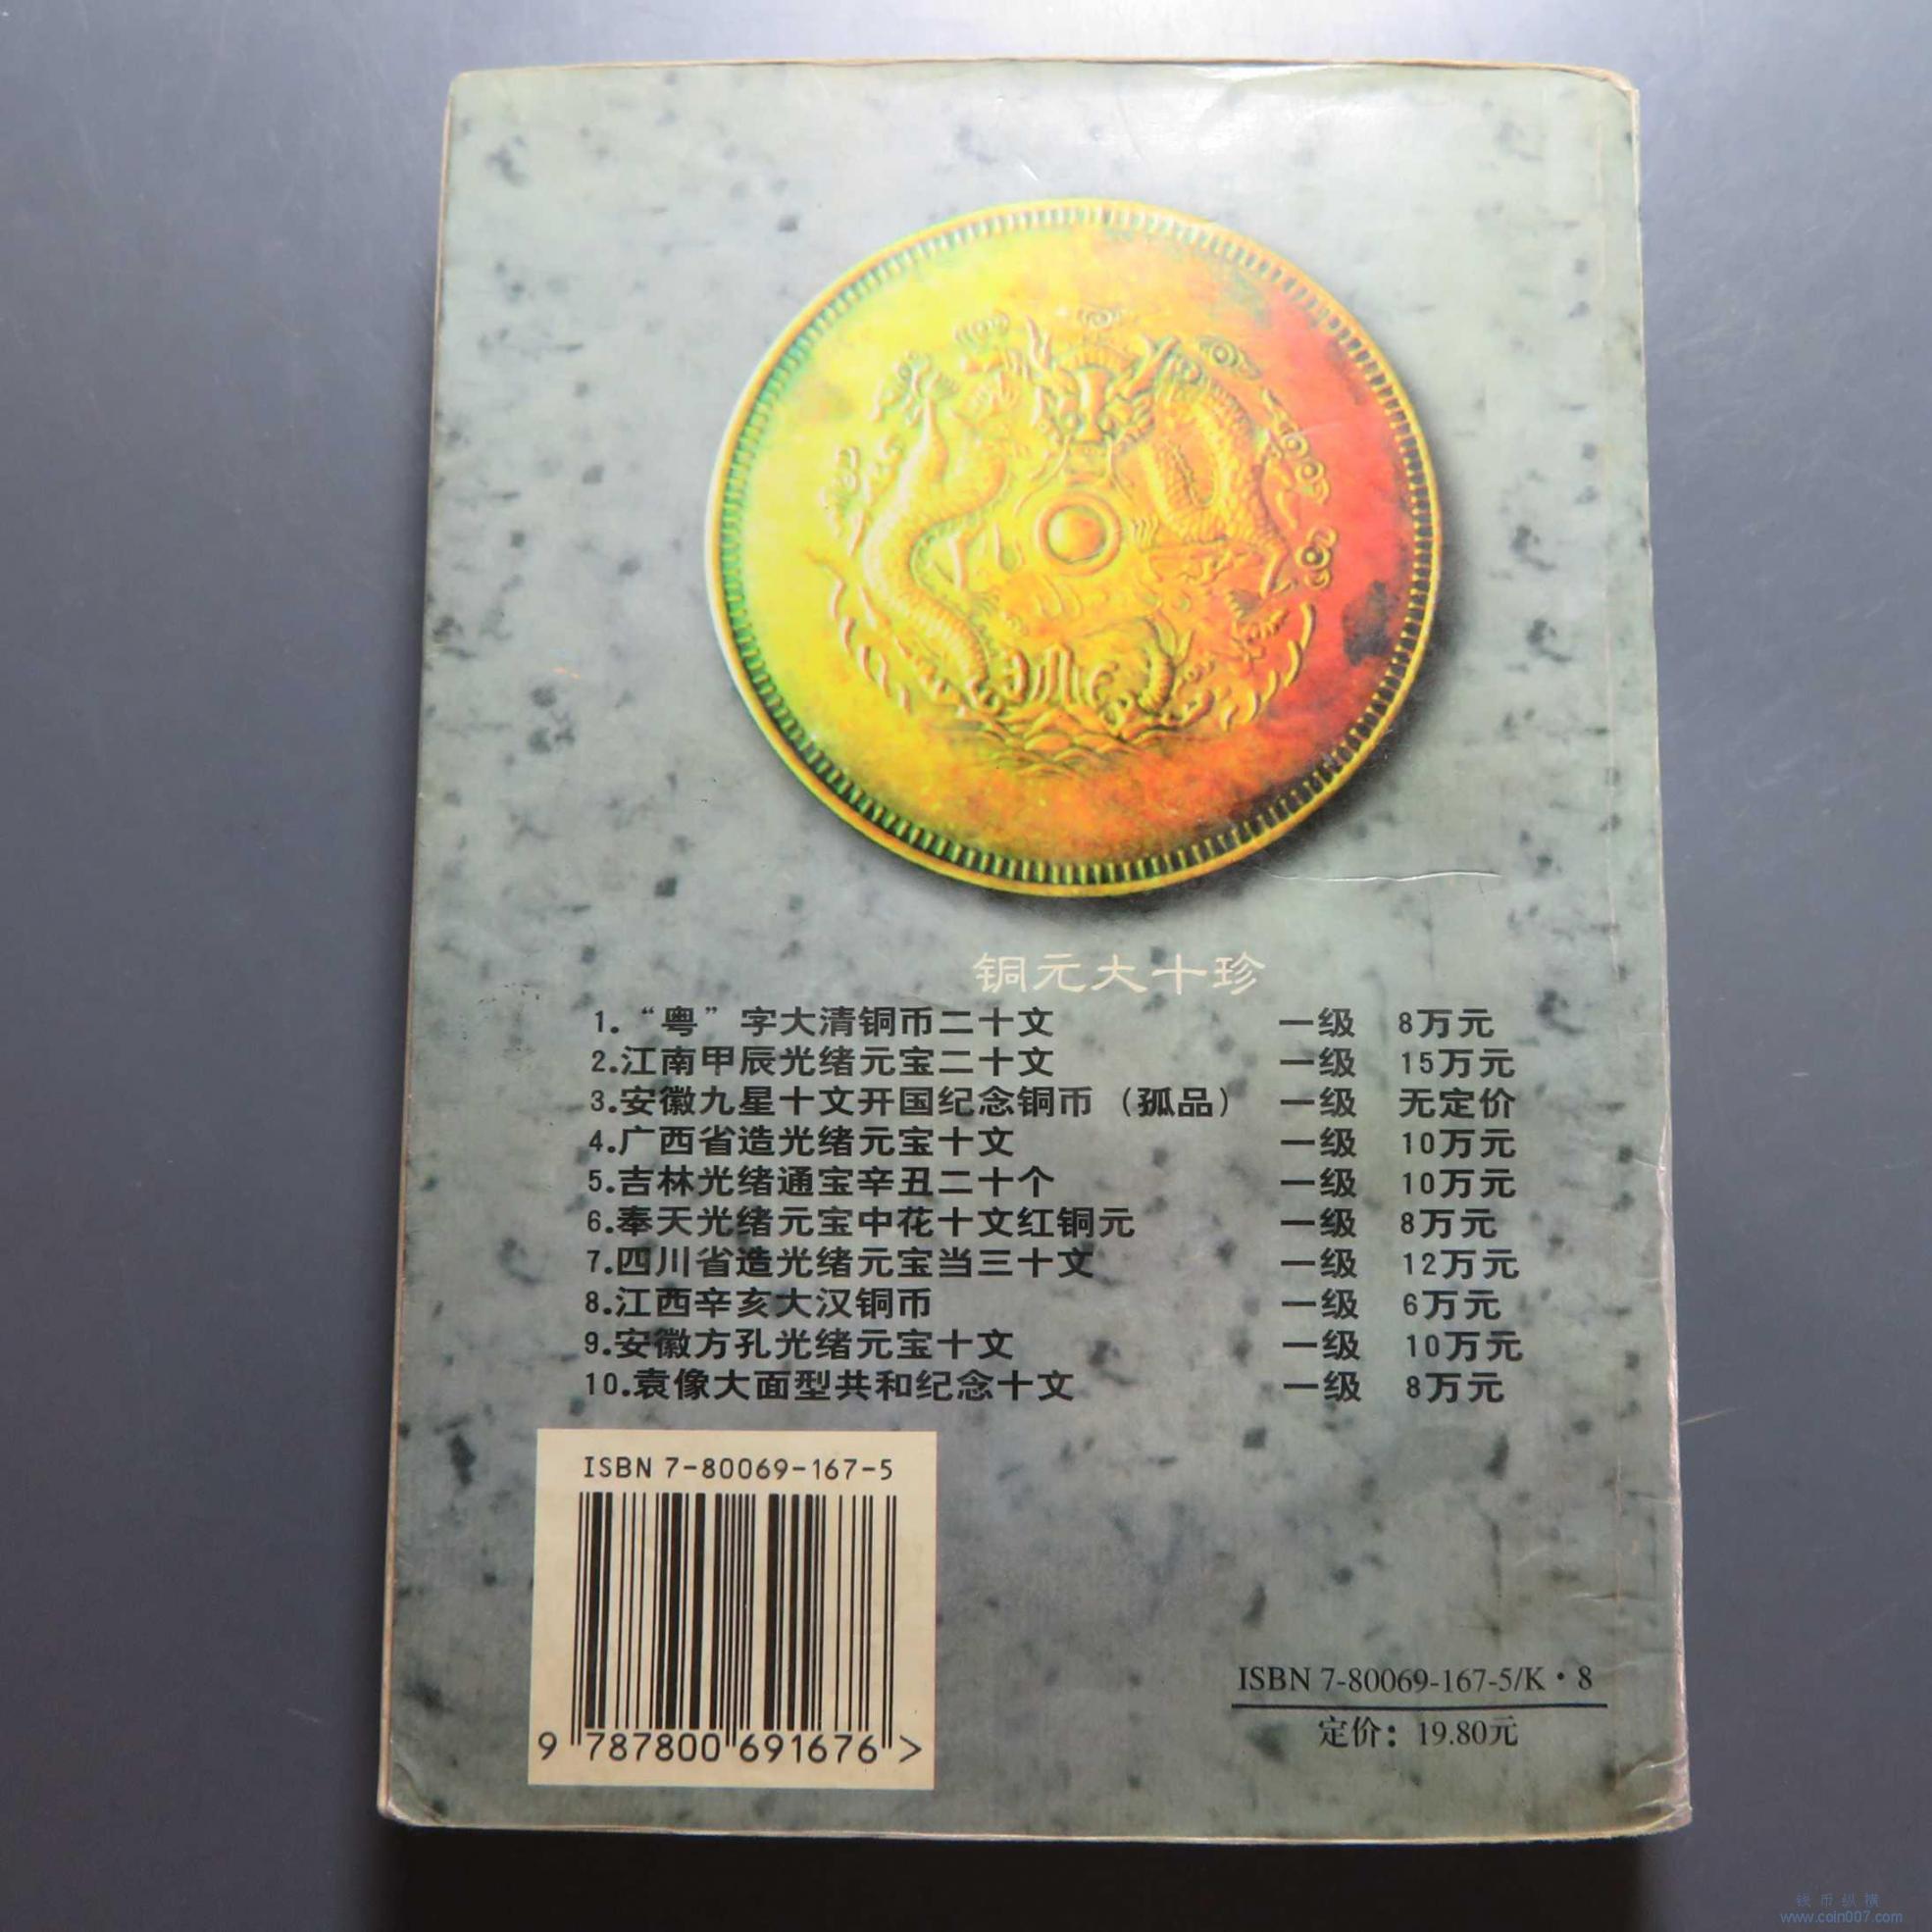 铜元大十珍
1.“粤”字大清铜币二十文 一级 8万元
2.江南甲辰光绪元宝二十文 一级 15万元
3.安徽九星十文开国纪念铜币（孤品） 一级 无定价
4.广西省造光绪元宝十文 一级 10万元
5.吉林光绪通宝辛丑二十个 一级 10万元
6.奉天光绪元宝中花十文红铜元 一级 8万元
7.四川省造光绪元宝当三十文 一级 12万元
8.江西辛亥大汉铜币 一级 6万元
9.安徽方孔光绪元宝十文 一级 10万元
10.袁像大面型共和纪念十文 一级 8万元
ISBN 7-80069-167-5
9 787800 691676 >
ISBN 7-80069-167-5/K·8
定价：19.80元
钱币纵横
www.coin007.com